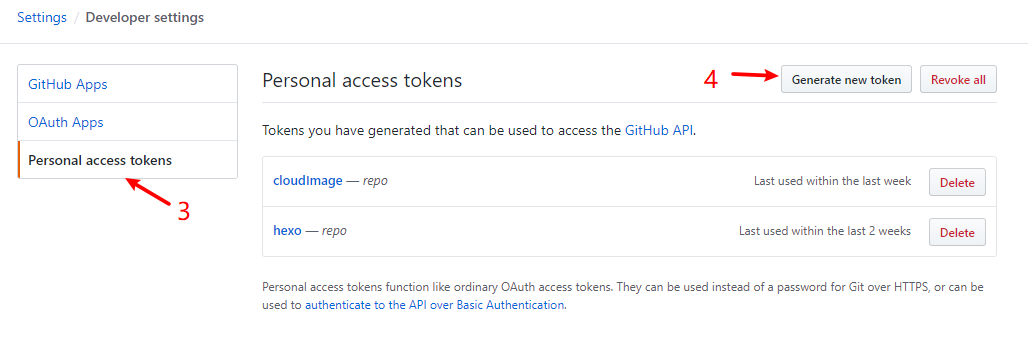 Settings / Developer settings
GitHub Apps
OAuth Apps
Personal access tokens
3
Personal access tokens
4
Generate new token
Revoke all
Tokens you have generated that can be used to access the GitHub API.
cloudImage — repo
Last used within the last week
Delete
hexo — repo
Last used within the last 2 weeks
Delete
Personal access tokens function like ordinary OAuth access tokens. They can be used instead of a password for Git over HTTPS, or can be
used to authenticate to the API over Basic Authentication.